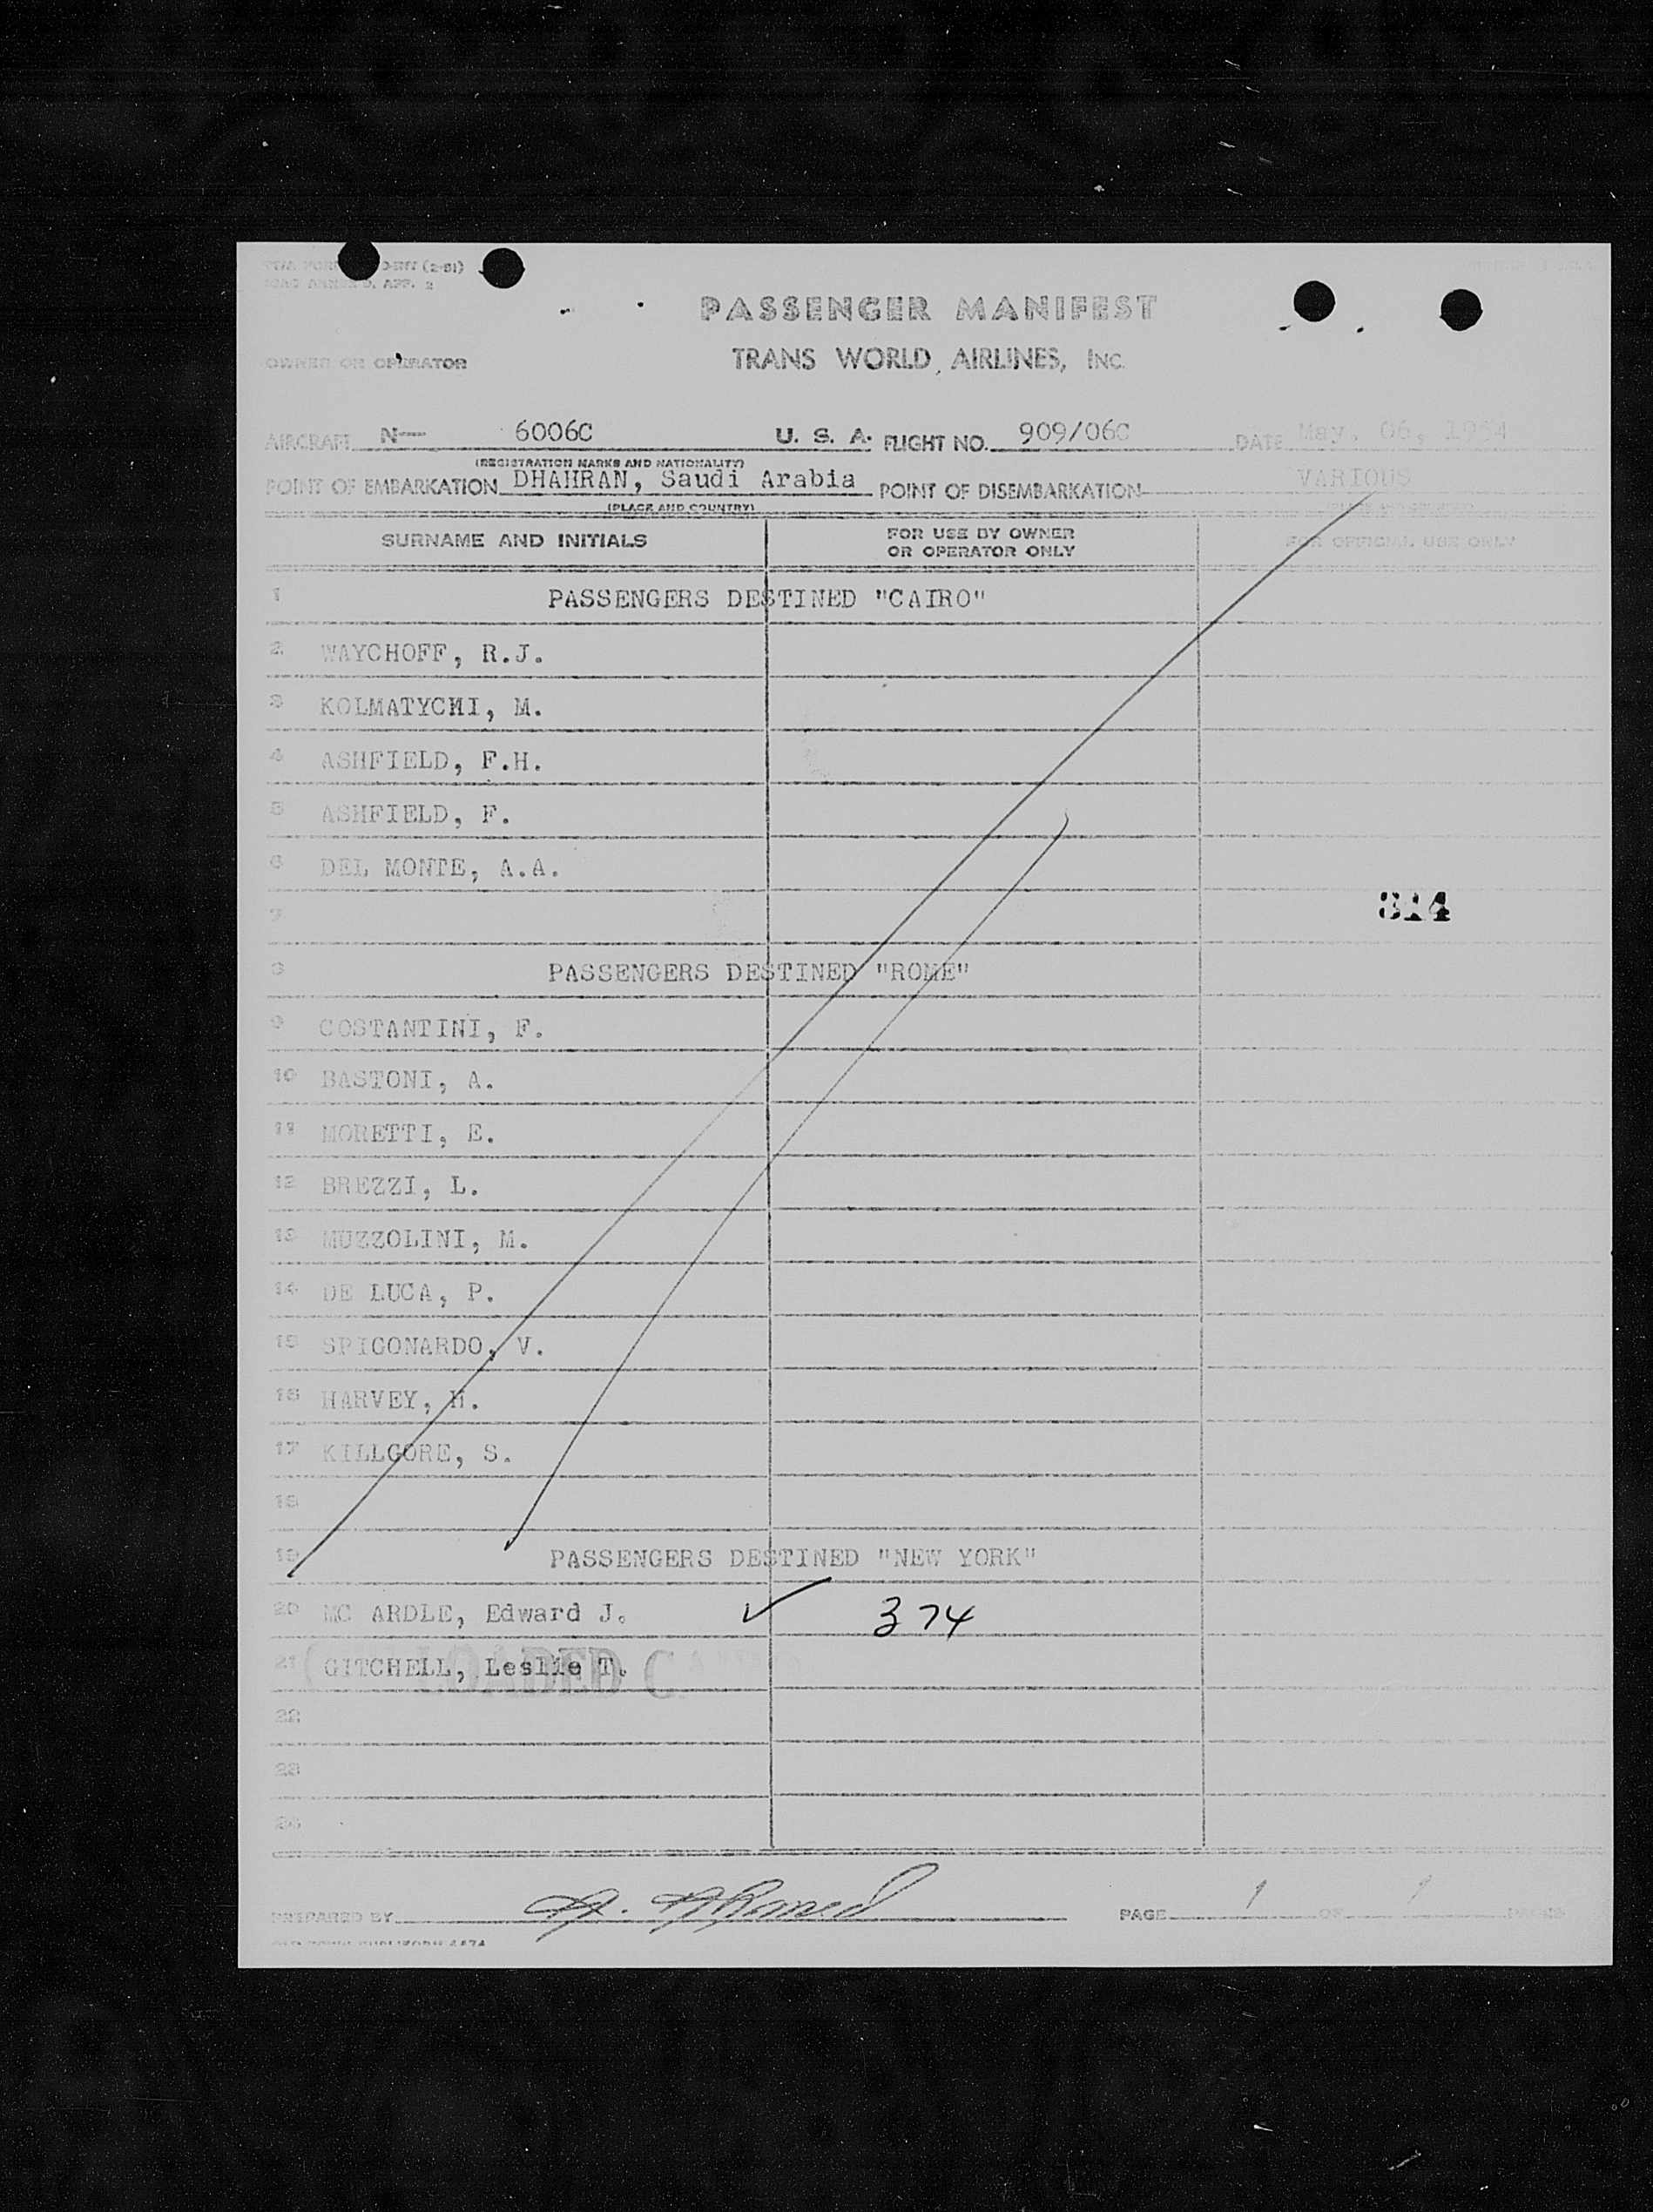 PASSENGER MANIFEST
OWNER OR OPERATOR TRANS WORLD AIRLINES, INC.
AIRCRAFT N— 6006C U. S. A. FLIGHT NO. 909/06C DATE May. 06, 1954
(REGISTRATION MARKS AND NATIONALITY)
POINT OF EMBARKATION DHAHRAN, Saudi Arabia POINT OF DISEMBARKATION VARIOUS
(PLACE AND COUNTRY)
SURNAME AND INITIALS FOR USE BY OWNER OR OPERATOR ONLY FOR OFFICIAL USE ONLY
1 PASSENGERS DESTINED "CAIRO"
2 WAYCHOFF, R.J.
3 KOLMATYCHI, M.
4 ASHFIELD, F.H.
5 ASHFIELD, F.
6 DEL MONTE, A.A.
7 314
8 PASSENGERS DESTINED "ROME"
9 COSTANTINI, F.
10 BASTONI, A.
11 MORETTI, E.
12 BREZZI, L.
13 MUZZOLINI, M.
14 DE LUCA, P.
15 SPIGONARDO, V.
16 HARVEY, H.
17 KILLGORE, S.
18
19 PASSENGERS DESTINED "NEW YORK"
20 MC ARDLE, Edward J. ✓ 374
21 GITCHELL, Leslie T.
LOADED
22
23
24
PREPARED BY A. Ahmed PAGE 1 OF 1 PAGES